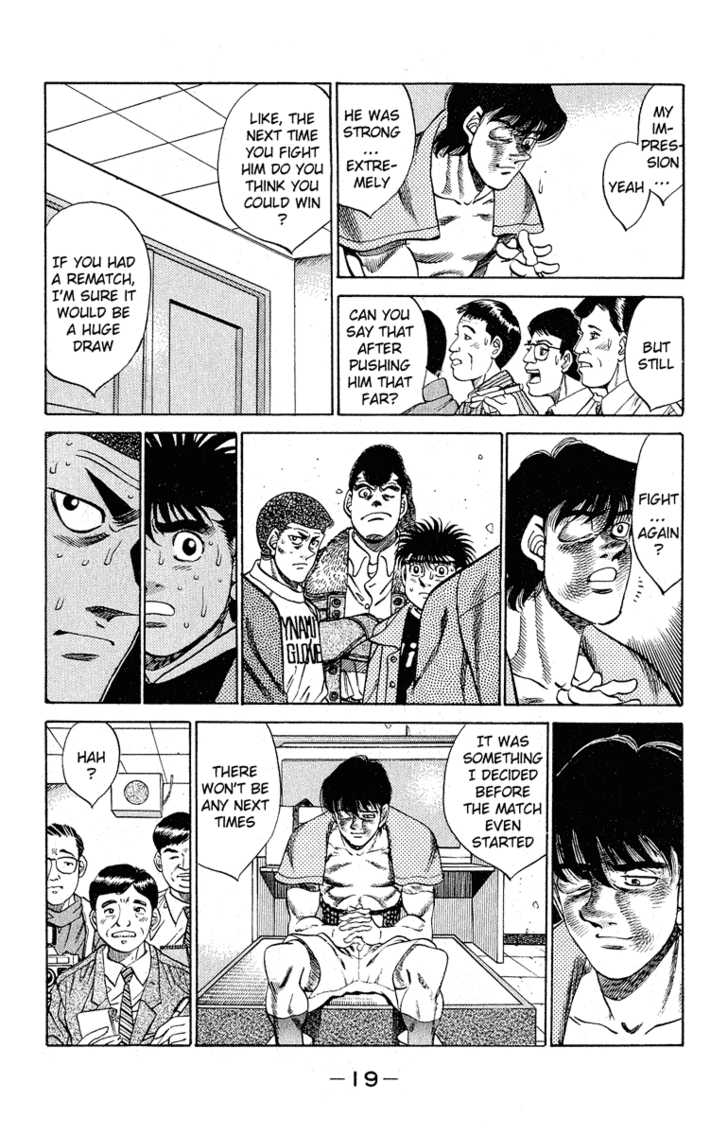 MY
IM-
PRES-
SION
...
YEAH
HE WAS
STRONG
...
EXTRE-
MELY
LIKE, THE
NEXT TIME
YOU FIGHT
HIM DO YOU
THINK YOU
COULD WIN
?
IF YOU HAD
A REMATCH,
I'M SURE IT
WOULD BE
A HUGE
DRAW
BUT
STILL
CAN YOU
SAY THAT
AFTER
PUSHING
HIM THAT
FAR?
FIGHT
...
AGAIN
?
YNAMI
GLOVE
i
IT WAS
SOMETHING
I DECIDED
BEFORE
THE MATCH
EVEN
STARTED
THERE
WON'T BE
ANY NEXT
TIMES
HAH
?
-19-